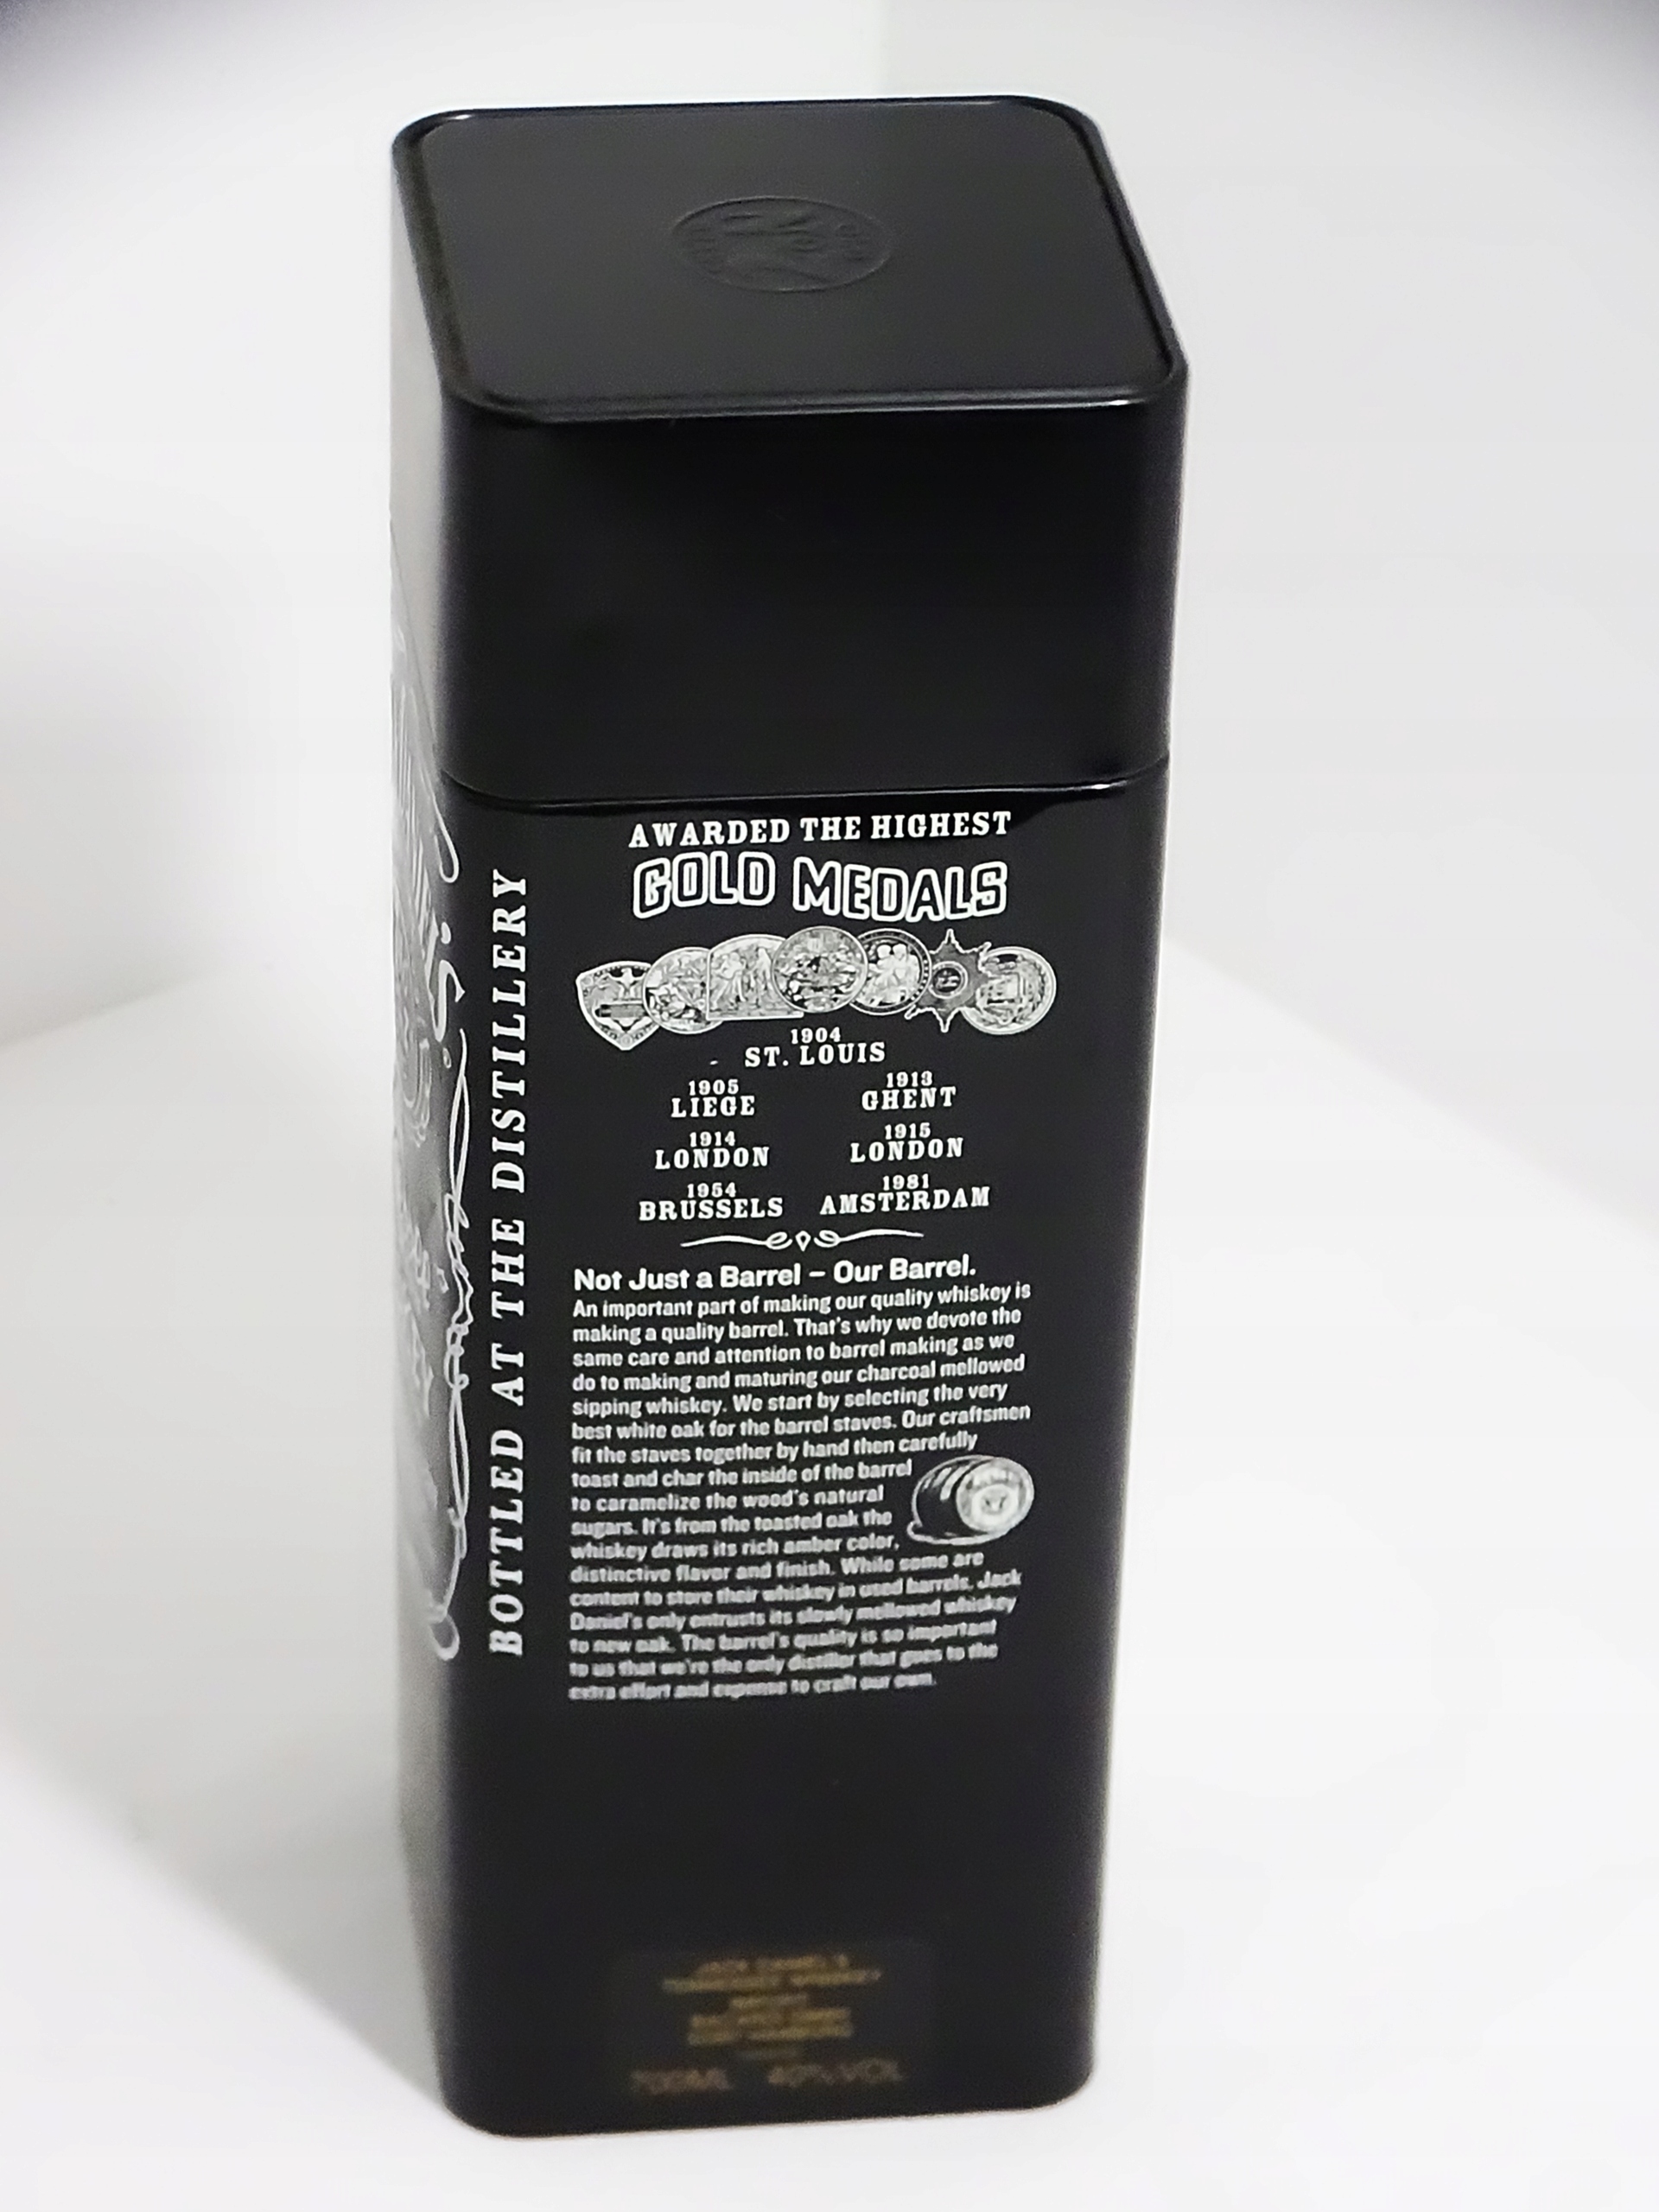 AWARDED THE HIGHEST
GOLD MEDALS
1904
ST. LOUIS
1905
LIEGE
1913
GHENT
1914
LONDON
1915
LONDON
1954
BRUSSELS
1981
AMSTERDAM
Not Just a Barrel – Our Barrel.
An important part of making our quality whiskey is
making a quality barrel. That's why we devote the
same care and attention to barrel making as we
do to making and maturing our charcoal mellowed
sipping whiskey. We start by selecting the very
best white oak for the barrel staves. Our craftsmen
fit the staves together by hand then carefully
toast and char the inside of the barrel
to caramelize the wood's natural
sugars. It's from the toasted oak the
whiskey draws its rich amber color,
distinctive flavor and finish. While some are
content to store their whiskey in used barrels, Jack
Daniel's only entrusts its slowly mellowed whiskey
to new oak. The barrel's quality is so important
to us that we're the only distiller that goes to the
extra effort and expense to craft our own.
BOTTLED AT THE DISTILLERY
JACK DANIEL'S
TENNESSEE WHISKEY
700ML 40%VOL